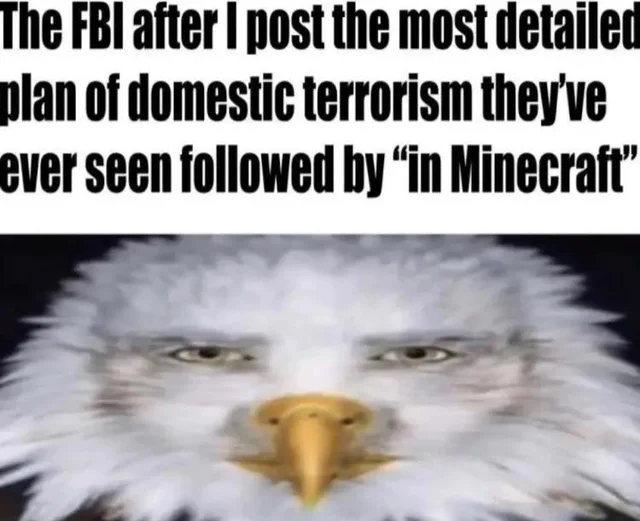 The FBI after I post the most detailed
plan of domestic terrorism they've
ever seen followed by “in Minecraft”